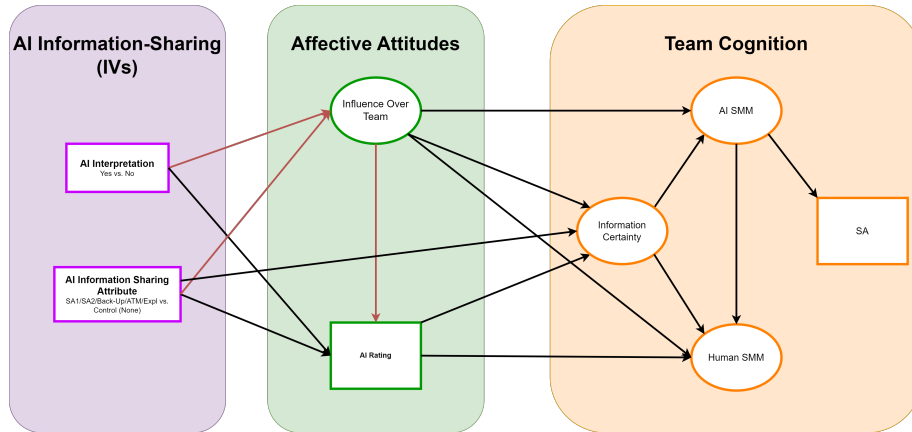 AI Information-Sharing
(IVs)
Affective Attitudes
Team Cognition
Influence Over
Team
AI SMM
AI Interpretation
Yes vs. No
Information
Certainty
SA
AI Information Sharing
Attribute
SA1/SA2/Back-Up/ATM/Expl vs.
Control (None)
AI Rating
Human SMM